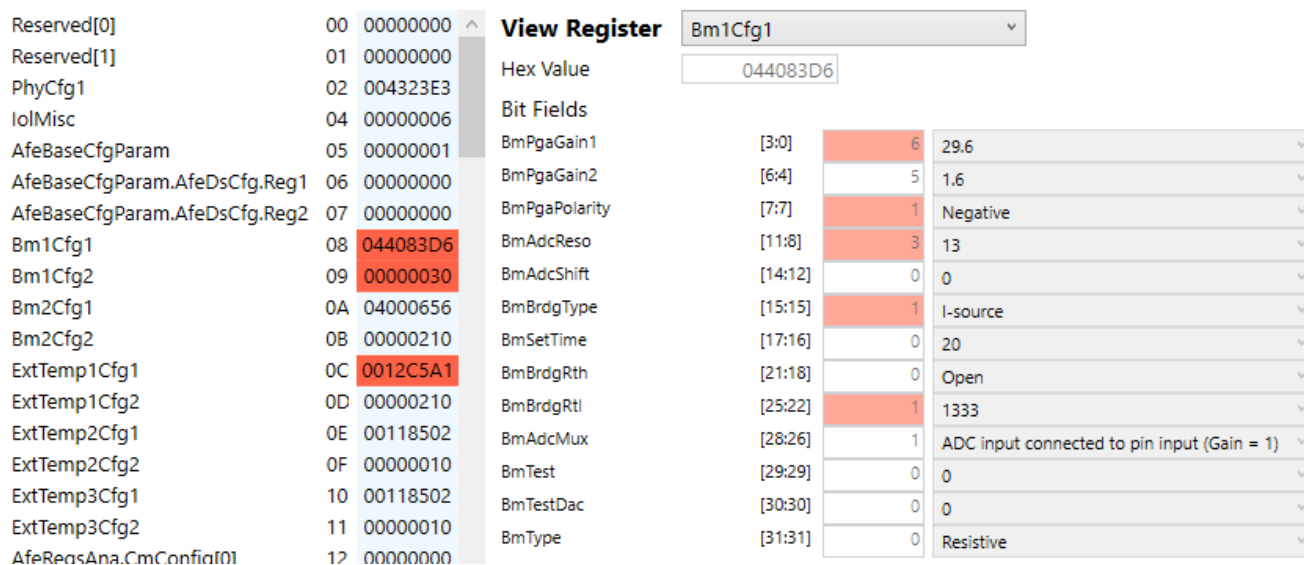 Reserved[0] 00 00000000
Reserved[1] 01 00000000
PhyCfg1 02 004323E3
IolMisc 04 00000006
AfeBaseCfgParam 05 00000001
AfeBaseCfgParam.AfeDsCfg.Reg1 06 00000000
AfeBaseCfgParam.AfeDsCfg.Reg2 07 00000000
Bm1Cfg1 08 044083D6
Bm1Cfg2 09 00000030
Bm2Cfg1 0A 04000656
Bm2Cfg2 0B 00000210
ExtTemp1Cfg1 0C 0012C5A1
ExtTemp1Cfg2 0D 00000210
ExtTemp2Cfg1 0E 00118502
ExtTemp2Cfg2 0F 00000010
ExtTemp3Cfg1 10 00118502
ExtTemp3Cfg2 11 00000010
AfeRegsAna.CmConfig[0] 12 00000000
View Register Bm1Cfg1
Hex Value 044083D6
Bit Fields
BmPgaGain1 [3:0] 6 29.6
BmPgaGain2 [6:4] 5 1.6
BmPgaPolarity [7:7] 1 Negative
BmAdcReso [11:8] 3 13
BmAdcShift [14:12] 0 0
BmBrdgType [15:15] 1 I-source
BmSetTime [17:16] 0 20
BmBrdgRth [21:18] 0 Open
BmBrdgRtl [25:22] 1 1333
BmAdcMux [28:26] 1 ADC input connected to pin input (Gain = 1)
BmTest [29:29] 0 0
BmTestDac [30:30] 0 0
BmType [31:31] 0 Resistive